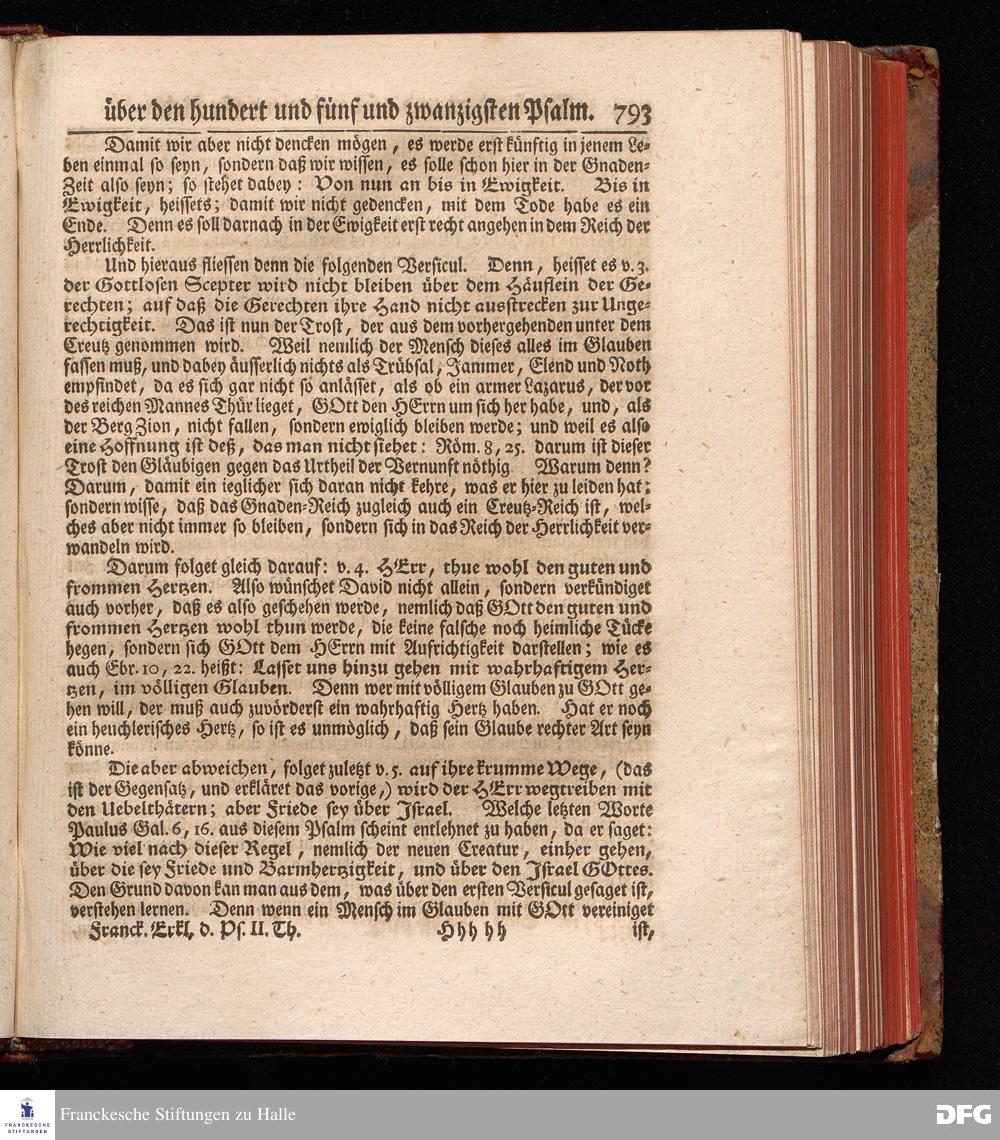 über den hundert und fünf und zwanzigsten Psalm. 793
Damit wir aber nicht dencken mögen, es werde erst künftig in jenem Le-
ben einmal so seyn, sondern daß wir wissen, es solle schon hier in der Gnaden-
Zeit also seyn; so stehet dabey: Von nun an bis in Ewigkeit. Bis in
Ewigkeit, heissets; damit wir nicht gedencken, mit dem Tode habe es ein
Ende. Denn es soll darnach in der Ewigkeit erst recht angehen in dem Reich der
Herrlichkeit.
Und hieraus fliessen denn die folgenden Versicul. Denn, heisset es v. 3.
der Gottlosen Scepter wird nicht bleiben über dem Häuflein der Ge-
rechten; auf daß die Gerechten ihre Hand nicht ausstrecken zur Unge-
rechtigkeit. Das ist nun der Trost, der aus dem vorhergehenden unter dem
Creutz genommen wird. Weil nemlich der Mensch dieses alles im Glauben
fassen muß, und dabey äusserlich nichts als Trübsal, Jammer, Elend und Noth
empfindet, da es sich gar nicht so anlässet, als ob ein armer Lazarus, der vor
des reichen Mannes Thür lieget, GOtt den HErrn um sich her habe, und, als
der Berg Zion, nicht fallen, sondern ewiglich bleiben werde; und weil es also
eine Hoffnung ist deß, das man nicht siehet: Röm. 8, 25. darum ist dieser
Trost den Gläubigen gegen das Urtheil der Vernunft nöthig Warum denn?
Darum, damit ein ieglicher sich daran nicht kehre, was er hier zu leiden hat;
sondern wisse, daß das Gnaden-Reich zugleich auch ein Creutz-Reich ist, wel-
ches aber nicht immer so bleiben, sondern sich in das Reich der Herrlichkeit ver-
wandeln wird.
Darum folget gleich darauf: v. 4. HErr, thue wohl den guten und
frommen Hertzen. Also wünschet David nicht allein, sondern verkündiget
auch vorher, daß es also geschehen werde, nemlich daß GOtt den guten und
frommen Hertzen wohl thun werde, die keine falsche noch heimliche Tücke
hegen, sondern sich GOtt dem HErrn mit Aufrichtigkeit darstellen; wie es
auch Ebr. 10, 22. heißt: Lasset uns hinzu gehen mit wahrhaftigem Her-
tzen, im völligen Glauben. Denn wer mit völligem Glauben zu GOtt ge-
hen will, der muß auch zuvörderst ein wahrhaftig Hertz haben. Hat er noch
ein heuchlerisches Hertz, so ist es unmöglich, daß sein Glaube rechter Art seyn
könne.
Die aber abweichen, folget zuletzt v. 5. auf ihre krumme Wege, (das
ist der Gegensatz, und erkläret das vorige,) wird der HErr wegtreiben mit
den Uebelthätern; aber Friede sey über Israel. Welche letzten Worte
Paulus Gal. 6, 16. aus diesem Psalm scheint entlehnet zu haben, da er saget:
Wie viel nach dieser Regel, nemlich der neuen Creatur, einher gehen,
über die sey Friede und Barmhertzigkeit, und über den Israel GOttes.
Den Grund davon kan man aus dem, was über den ersten Versicul gesaget ist,
verstehen lernen. Denn wenn ein Mensch im Glauben mit GOtt vereiniget
Franck. Erkl. d. Ps. II. Th. Hhh hh ist,
FRANCKESCHE
STIFTUNGEN
Franckesche Stiftungen zu Halle
DFG